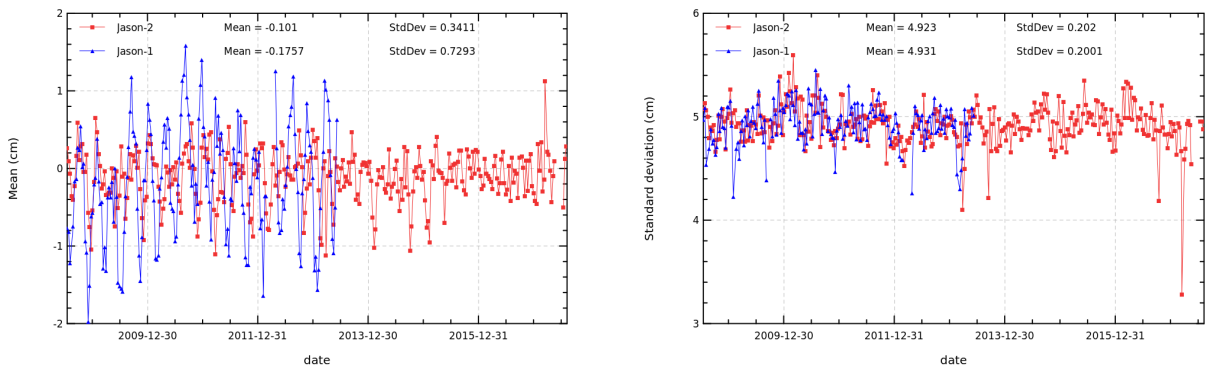 2
1
0
-1
-2
Mean (cm)
Jason-2 Mean = -0.101 StdDev = 0.3411
Jason-1 Mean = -0.1757 StdDev = 0.7293
2009-12-30 2011-12-31 2013-12-30 2015-12-31
date
6
5
4
3
Standard deviation (cm)
Jason-2 Mean = 4.923 StdDev = 0.202
Jason-1 Mean = 4.931 StdDev = 0.2001
2009-12-30 2011-12-31 2013-12-30 2015-12-31
date